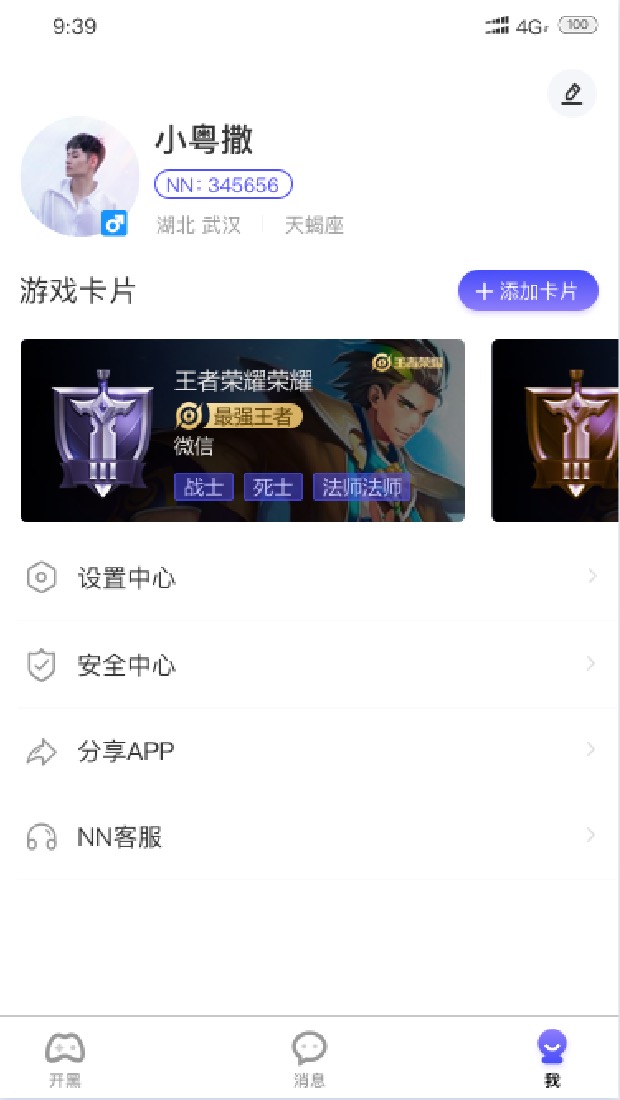 9:39
4G
100
小粤撒
NN: 345656
湖北 武汉
天蝎座
游戏卡片
+ 添加卡片
王者荣耀
王者荣耀荣耀
最强王者
微信
战士 死士 法师法师
设置中心
安全中心
分享APP
NN客服
开黑
消息
我